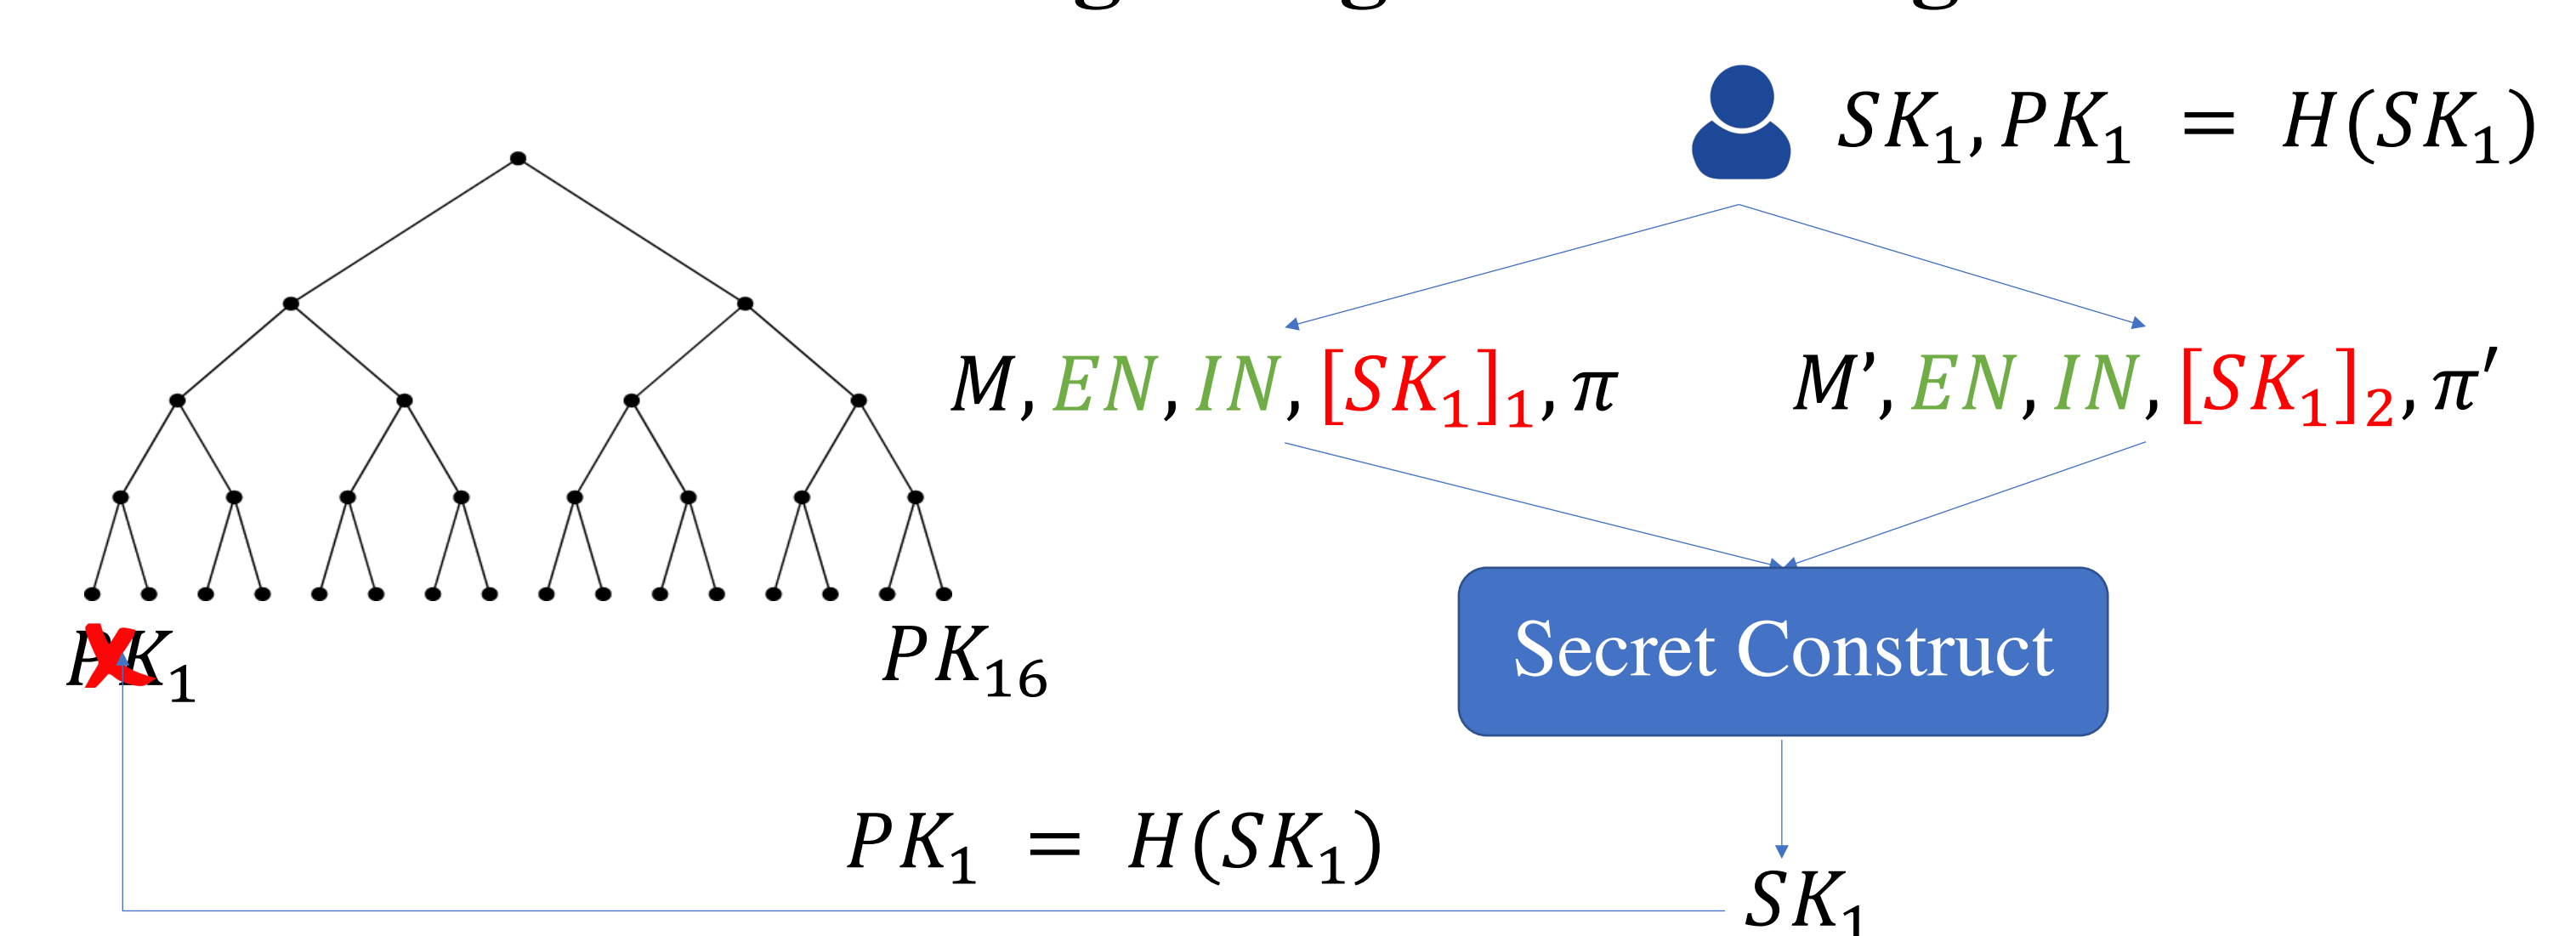 SK₁, PK₁ = H(SK₁)
M, EN, IN, [SK₁]₁, π
M’, EN, IN, [SK₁]₂, π′
PK₁
PK₁₆
Secret Construct
PK₁ = H(SK₁)
SK₁